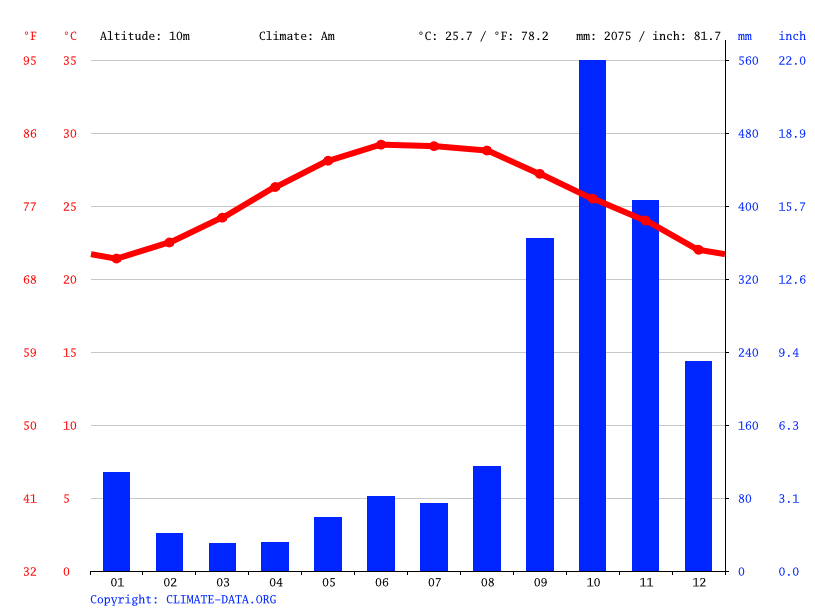 °F °C Altitude: 10m Climate: Am °C: 25.7 / °F: 78.2 mm: 2075 / inch: 81.7 mm inch
95 35 560 22.0
86 30 480 18.9
77 25 400 15.7
68 20 320 12.6
59 15 240 9.4
50 10 160 6.3
41 5 80 3.1
32 0 0 0.0
01 02 03 04 05 06 07 08 09 10 11 12
Copyright: CLIMATE-DATA.ORG